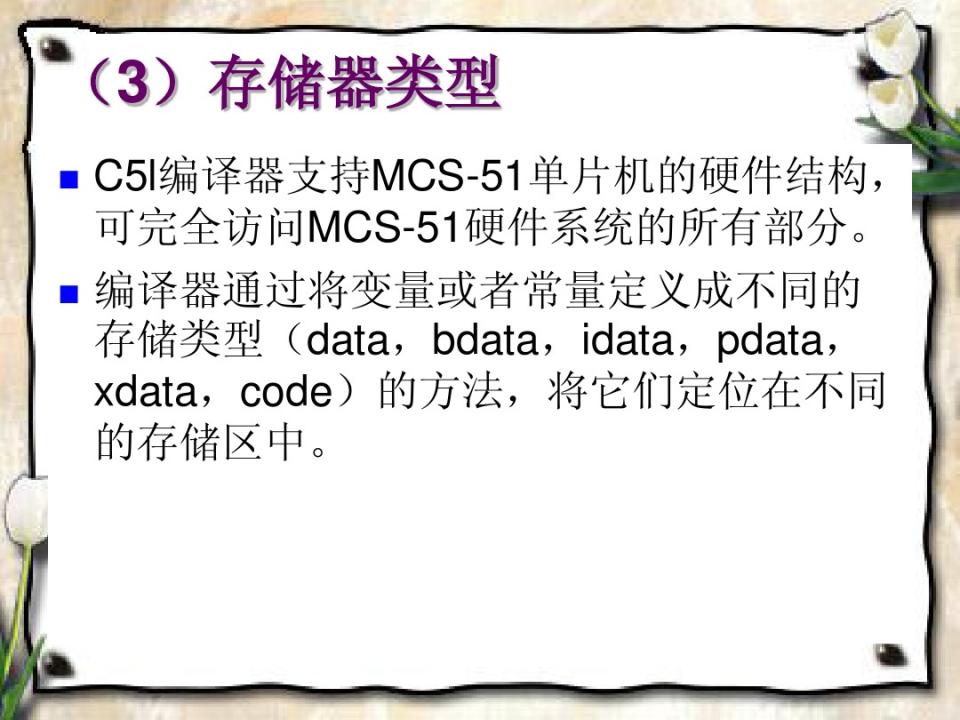 （3）存储器类型
C5l编译器支持MCS-51单片机的硬件结构，
可完全访问MCS-51硬件系统的所有部分。
编译器通过将变量或者常量定义成不同的
存储类型（data，bdata，idata，pdata，
xdata，code）的方法，将它们定位在不同
的存储区中。